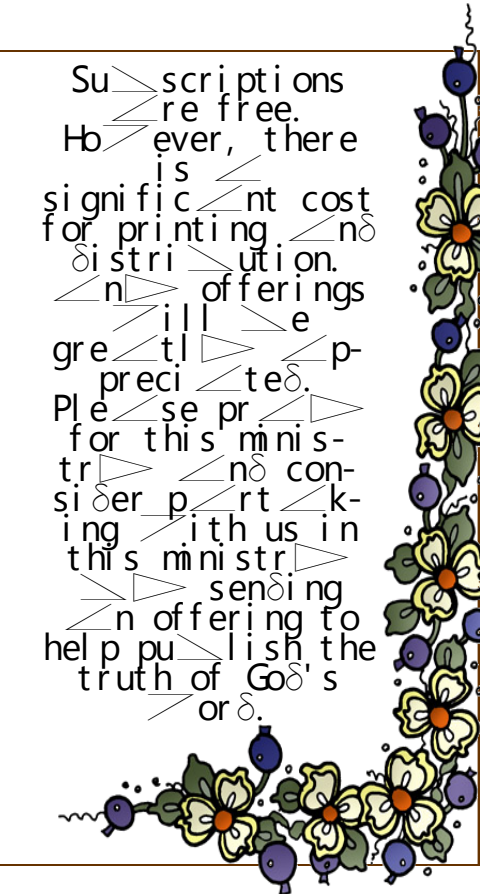 Su⦣scriptions
∠re free.
Ho⦢ever, there
is ∠
signific∠nt cost
for printing ∠nδ
δistri⦣ution.
∠n▷ offerings
⦢ill ⦣e
gre∠tl▷ ∠p-
preci∠teδ.
Ple∠se pr∠▷
for this minis-
tr▷ ∠nδ con-
siδer p∠rt∠k-
ing ⦢ith us in
this ministr▷
⦣▷ senδing
∠n offering to
help pu⦣lish the
truth of Goδ's
⦢orδ.